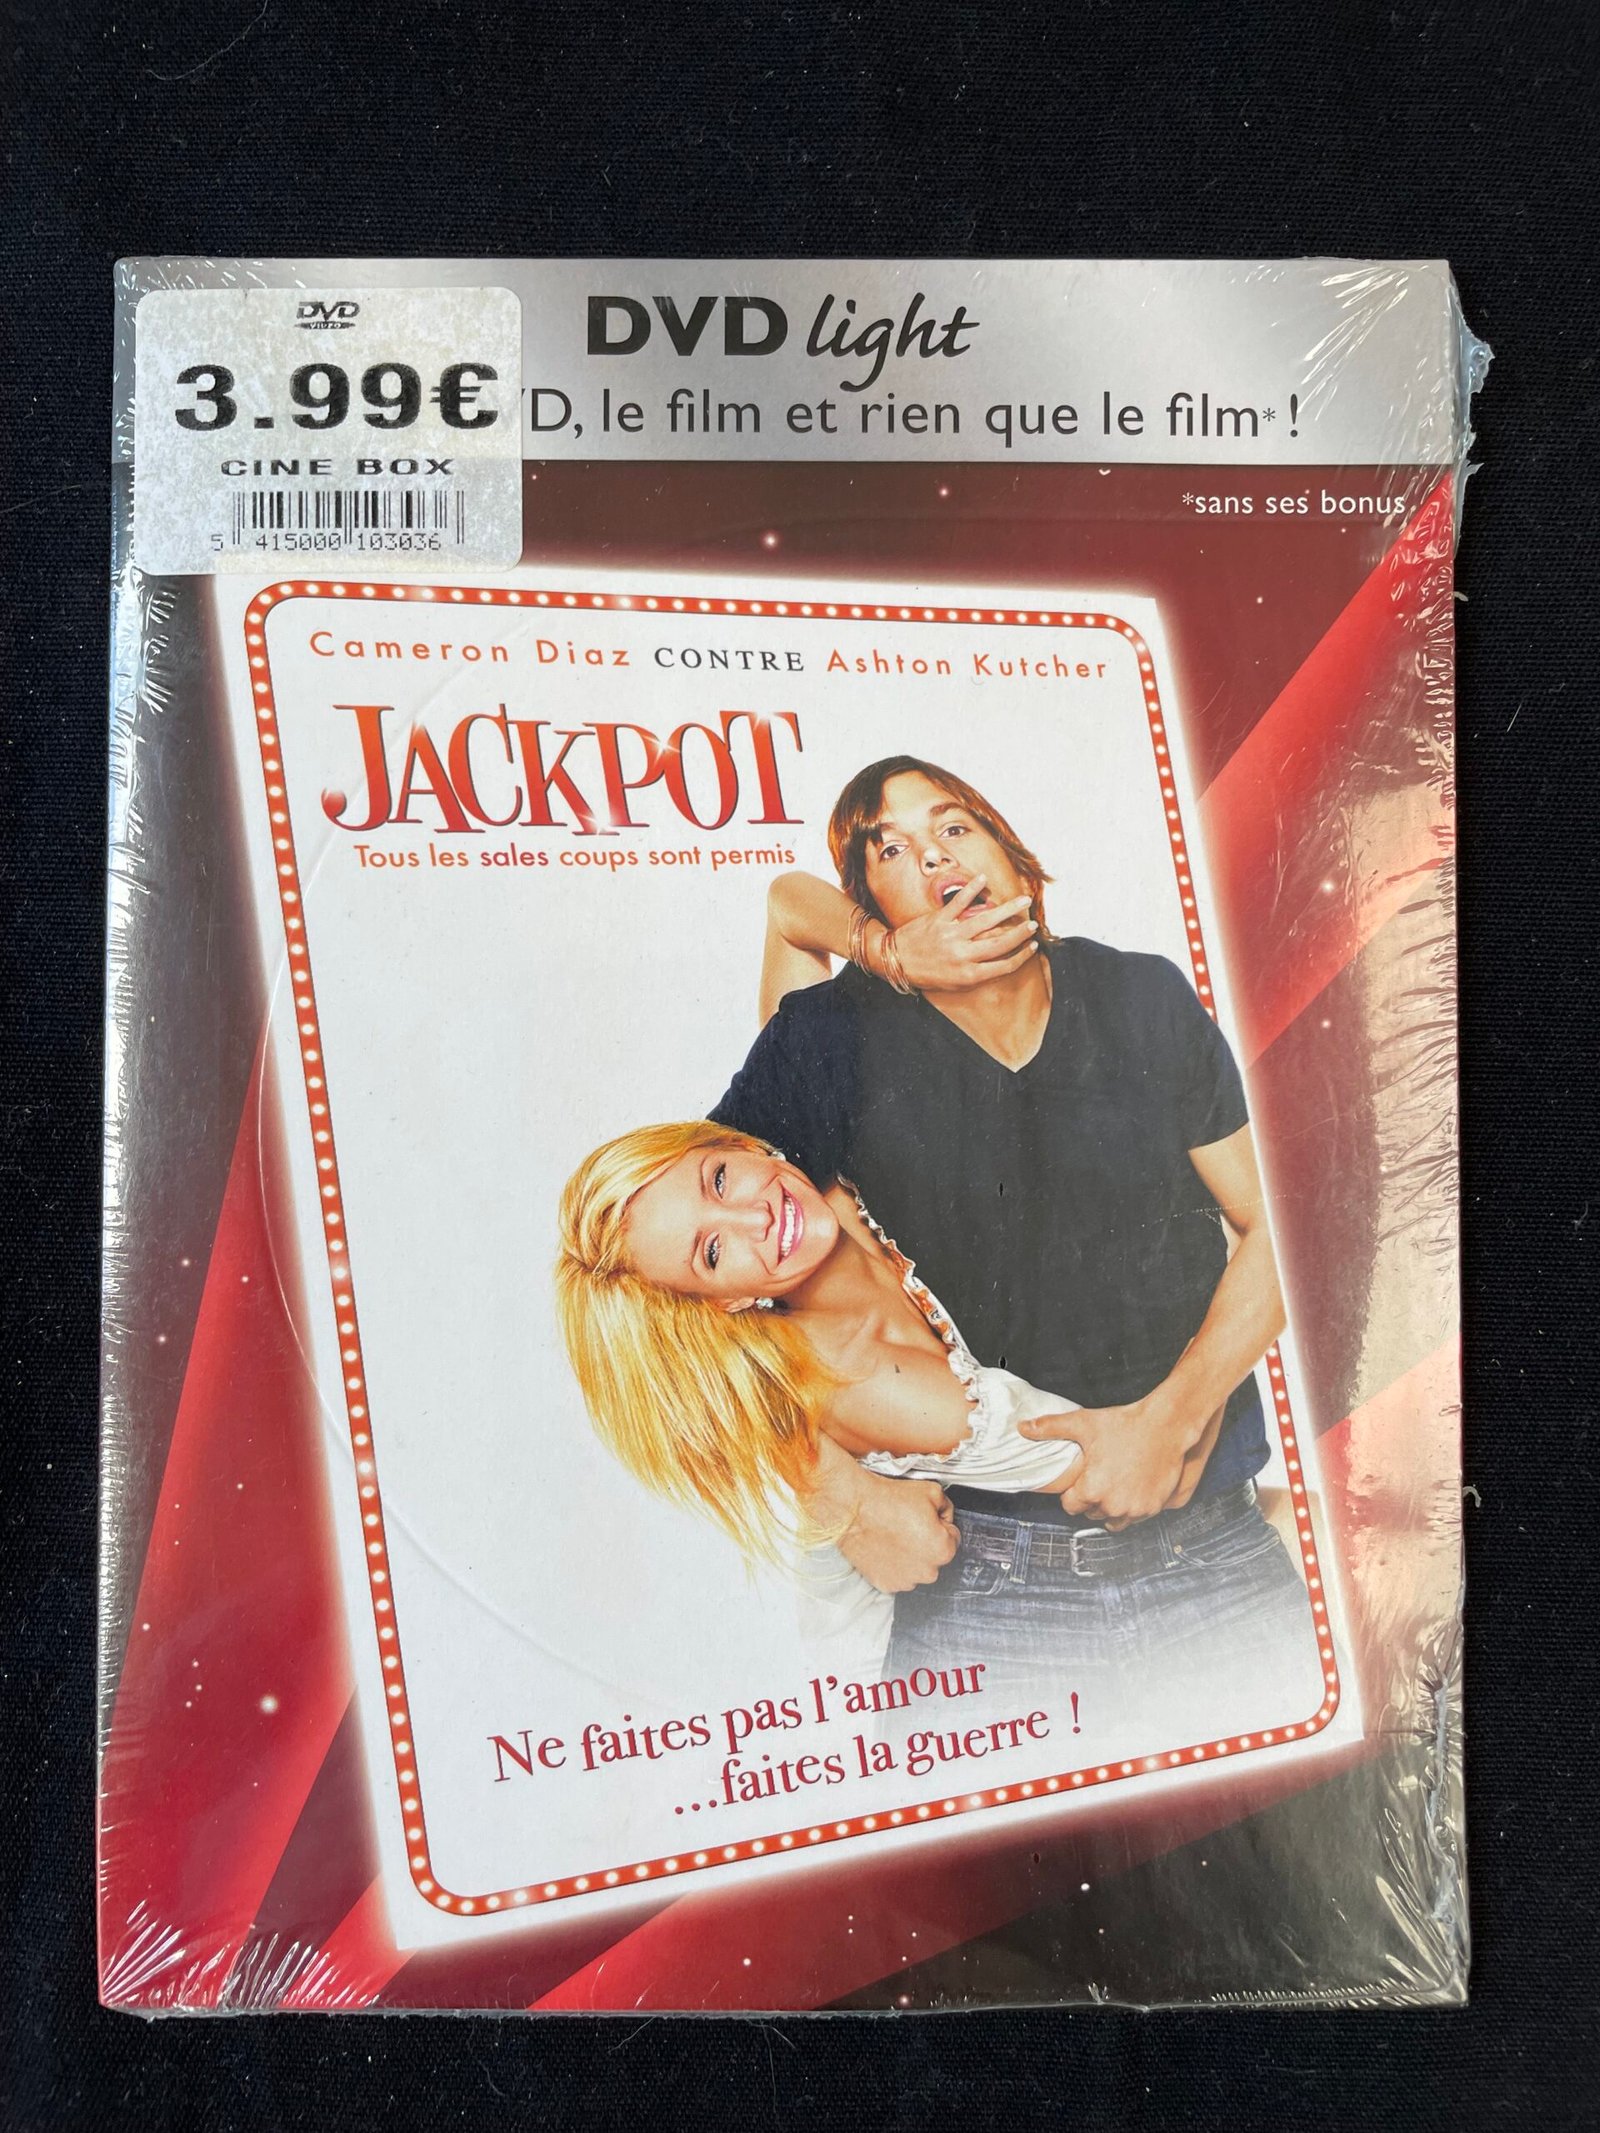 DVD
VIDEO
3.99€
CINE BOX
5 415000 103036
DVD light
D, le film et rien que le film* !
*sans ses bonus
Cameron Diaz CONTRE Ashton Kutcher
JACKPOT
Tous les sales coups sont permis
Ne faites pas l'amour
...faites la guerre !